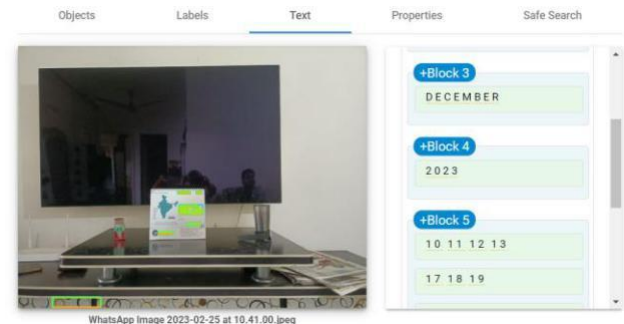 Objects Labels Text Properties Safe Search
+Block 3
DECEMBER
+Block 4
2023
+Block 5
10 11 12 13
17 18 19
WhatsApp Image 2023-02-25 at 10.41.00.jpeg